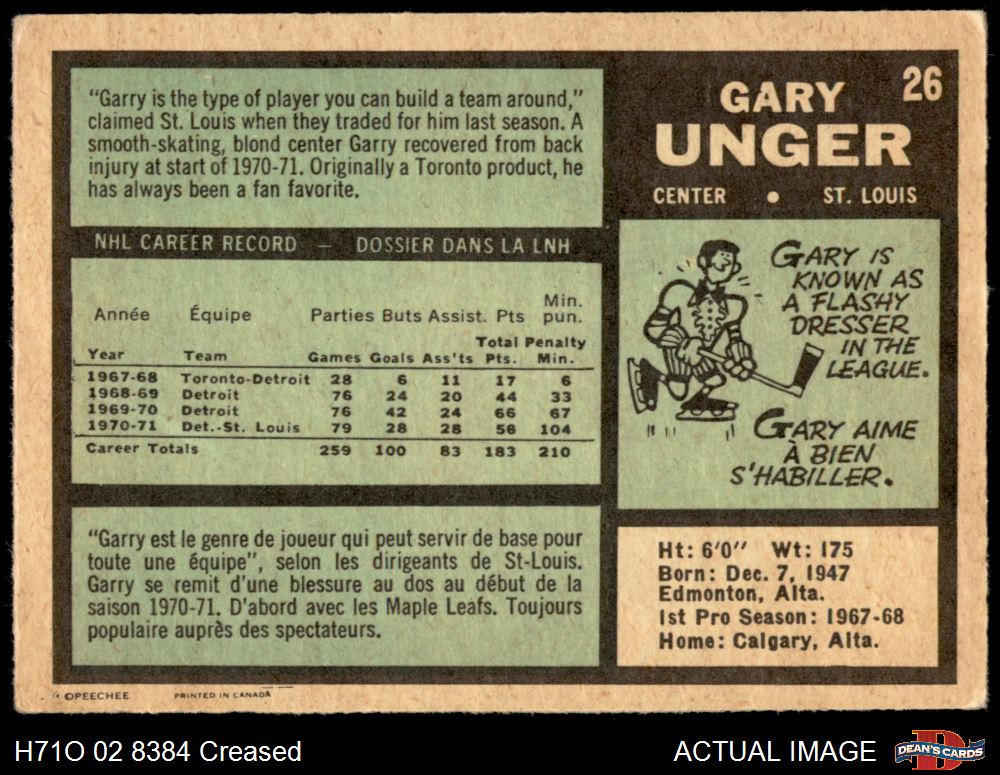 "Garry is the type of player you can build a team around,"
claimed St. Louis when they traded for him last season. A
smooth-skating, blond center Garry recovered from back
injury at start of 1970-71. Originally a Toronto product, he
has always been a fan favorite.
26
GARY
UNGER
CENTER • ST. LOUIS
NHL CAREER RECORD — DOSSIER DANS LA LNH
Année Équipe Parties Buts Assist. Pts Min. pun.
Year Team Games Goals Ass'ts Total Pts. Penalty Min.
1967-68 Toronto-Detroit 28 6 11 17 6
1968-69 Detroit 76 24 20 44 33
1969-70 Detroit 76 42 24 66 67
1970-71 Det.-St. Louis 79 28 28 56 104
Career Totals 259 100 83 183 210
GARY IS
KNOWN AS
A FLASHY
DRESSER
IN THE
LEAGUE.
GARY AIME
À BIEN
S'HABILLER.
"Garry est le genre de joueur qui peut servir de base pour
toute une équipe", selon les dirigeants de St-Louis.
Garry se remit d'une blessure au dos au début de la
saison 1970-71. D'abord avec les Maple Leafs. Toujours
populaire auprès des spectateurs.
Ht: 6'0" Wt: 175
Born: Dec. 7, 1947
Edmonton, Alta.
1st Pro Season: 1967-68
Home: Calgary, Alta.
OPEECHEE PRINTED IN CANADA
H71O 02 8384 Creased
ACTUAL IMAGE
DEAN'S CARDS